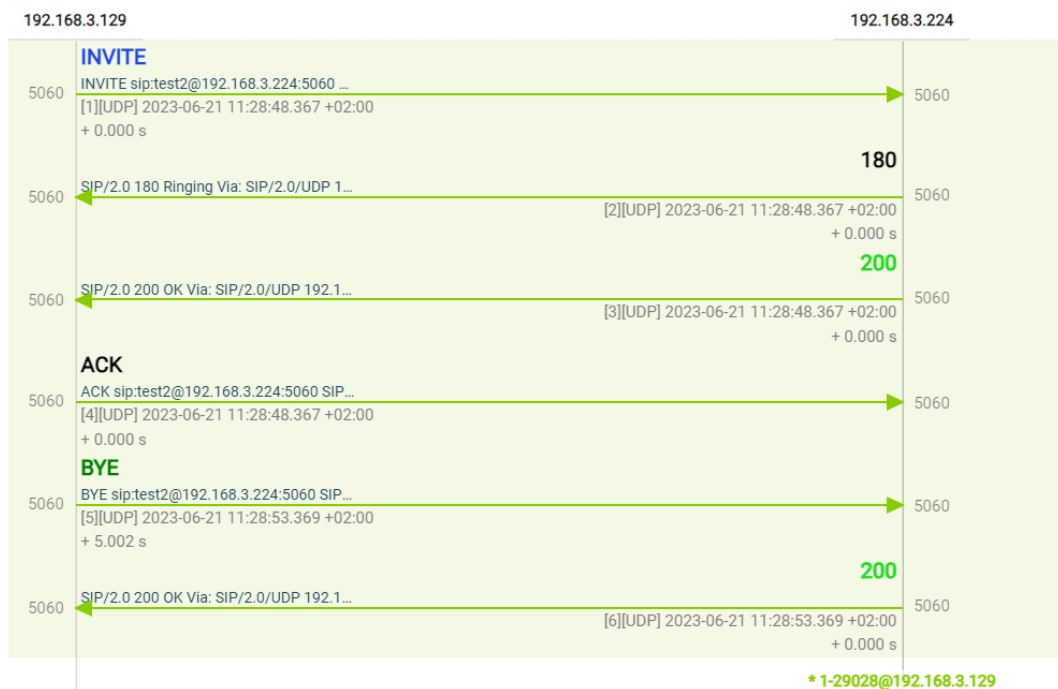 192.168.3.129 192.168.3.224
INVITE
INVITE sip:test2@192.168.3.224:5060 ...
5060 5060
[1][UDP] 2023-06-21 11:28:48.367 +02:00
+ 0.000 s
180
SIP/2.0 180 Ringing Via: SIP/2.0/UDP 1...
5060 5060
[2][UDP] 2023-06-21 11:28:48.367 +02:00
+ 0.000 s
200
SIP/2.0 200 OK Via: SIP/2.0/UDP 192.1...
5060 5060
[3][UDP] 2023-06-21 11:28:48.367 +02:00
+ 0.000 s
ACK
ACK sip:test2@192.168.3.224:5060 SIP...
5060 5060
[4][UDP] 2023-06-21 11:28:48.367 +02:00
+ 0.000 s
BYE
BYE sip:test2@192.168.3.224:5060 SIP...
5060 5060
[5][UDP] 2023-06-21 11:28:53.369 +02:00
+ 5.002 s
200
SIP/2.0 200 OK Via: SIP/2.0/UDP 192.1...
5060 5060
[6][UDP] 2023-06-21 11:28:53.369 +02:00
+ 0.000 s
* 1-29028@192.168.3.129